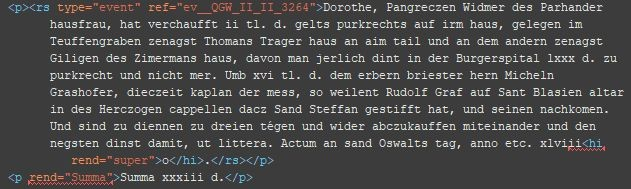 <p><rs type="event" ref="ev__QGW_II_II_3264">Dorothe, Pangreczen Widmer des Parhander
hausfrau, hat verchaufft ii tl. d. gelts purkrechts auf irm haus, gelegen im
Teuffengraben zenagst Thomans Trager haus an aim tail und an dem andern zenagst
Giligen des Zimermans haus, davon man jerlich dint in der Burgerspital lxxx d. zu
purkrecht und nicht mer. Umb xvi tl. d. dem erbern briester hern Micheln
Grashofer, dieczeit kaplan der mess, so weilent Rudolf Graf auf Sant Blasien altar
in des Herczogen cappellen dacz Sand Steffan gestifft hat, und seinen nachkomen.
Und sind zu diennen zu dreien tégen und wider abczukauffen miteinander und den
negsten dinst damit, ut littera. Actum an sand Oswalts tag, anno etc. xlviii<hi
rend="super">o</hi>.</rs></p>
<p rend="Summa">Summa xxxiii d.</p>